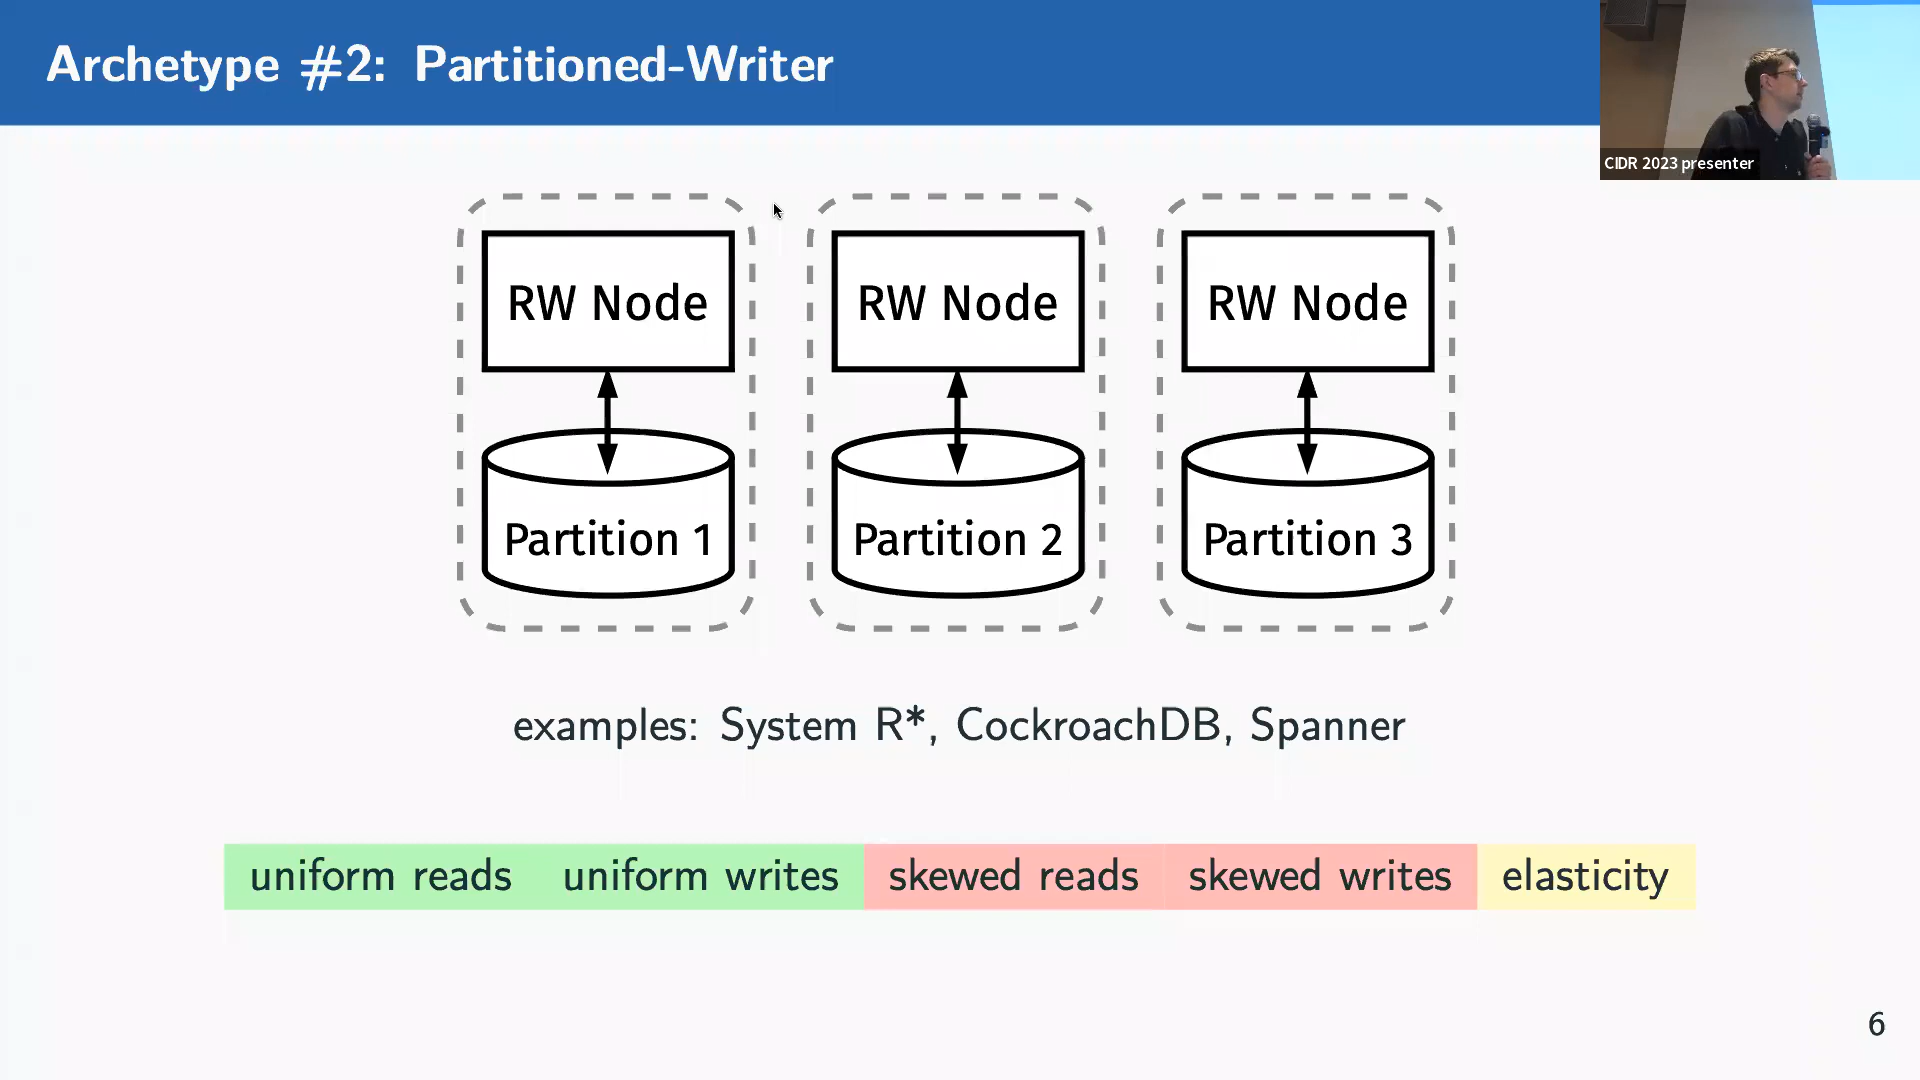 Archetype #2: Partitioned-Writer
CIDR 2023 presenter
RW Node
RW Node
RW Node
Partition 1
Partition 2
Partition 3
examples: System R*, CockroachDB, Spanner
uniform reads
uniform writes
skewed reads
skewed writes
elasticity
6